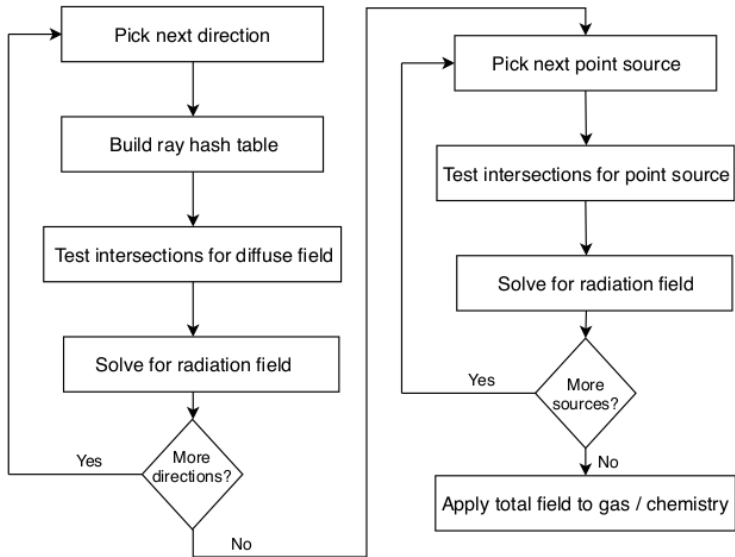 Pick next direction
Build ray hash table
Test intersections for diffuse field
Solve for radiation field
More
directions?
Yes
No
Pick next point source
Test intersections for point source
Solve for radiation field
More
sources?
Yes
No
Apply total field to gas / chemistry